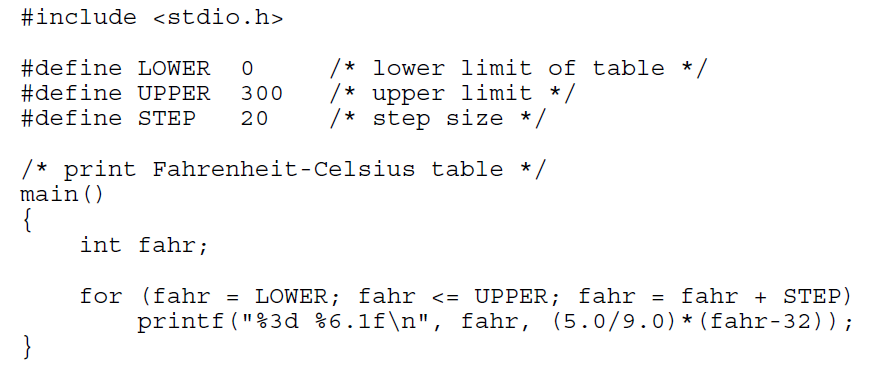 #include <stdio.h>

#define LOWER  0     /* lower limit of table */
#define UPPER  300   /* upper limit */
#define STEP   20    /* step size */

/* print Fahrenheit-Celsius table */
main()
{
    int fahr;

    for (fahr = LOWER; fahr <= UPPER; fahr = fahr + STEP)
        printf("%3d %6.1f\n", fahr, (5.0/9.0)*(fahr-32));
}